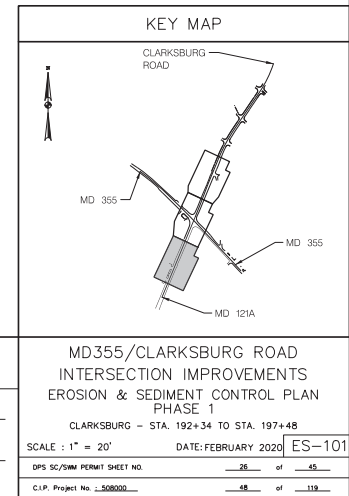 KEY MAP
CLARKSBURG
ROAD
MD 355
MD 355
MD 121A
MD355/CLARKSBURG ROAD
INTERSECTION IMPROVEMENTS
EROSION & SEDIMENT CONTROL PLAN
PHASE 1
CLARKSBURG - STA. 192+34 TO STA. 197+48
SCALE : 1" = 20' DATE: FEBRUARY 2020 ES-101
DPS SC/SWM PERMIT SHEET NO. 26 of 45
C.I.P. Project No. : 508000 48 of 119